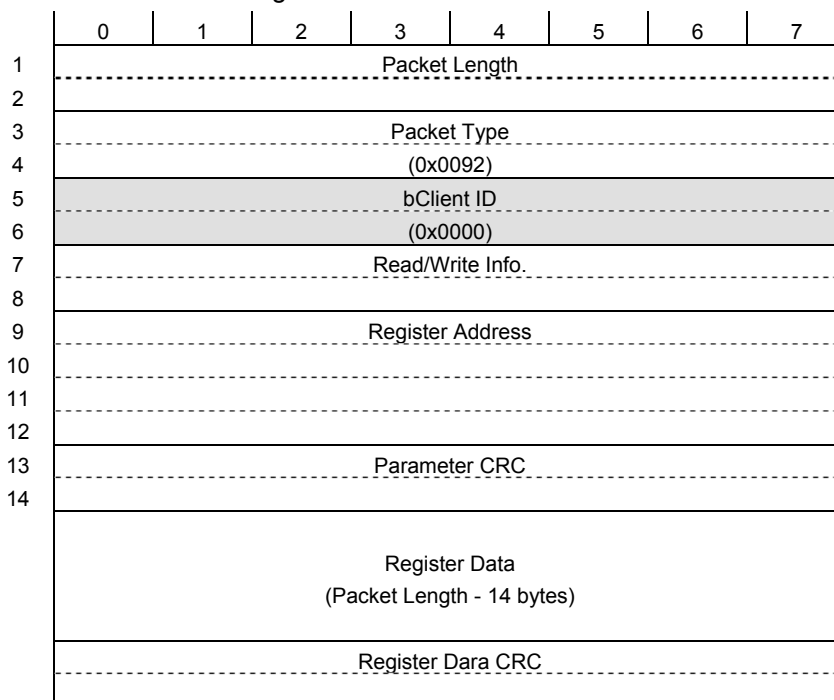 0 1 2 3 4 5 6 7
1 Packet Length
2
3 Packet Type
4 (0x0092)
5 bClient ID
6 (0x0000)
7 Read/Write Info.
8
9 Register Address
10
11
12
13 Parameter CRC
14
Register Data
(Packet Length - 14 bytes)
Register Dara CRC